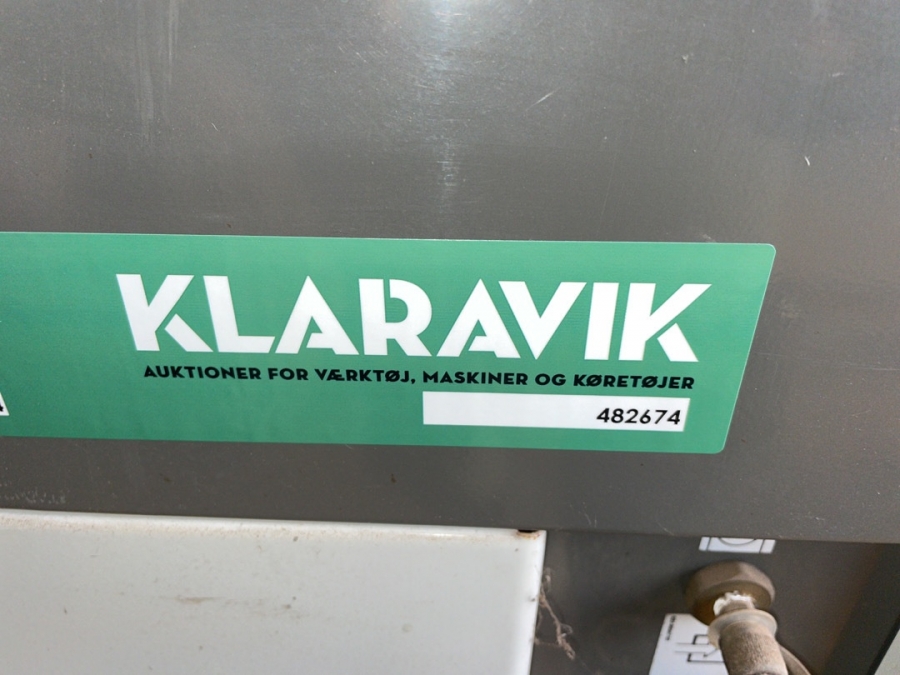 KLARAVIK
AUKTIONER FOR VÆRKTØJ, MASKINER OG KØRETØJER
482674